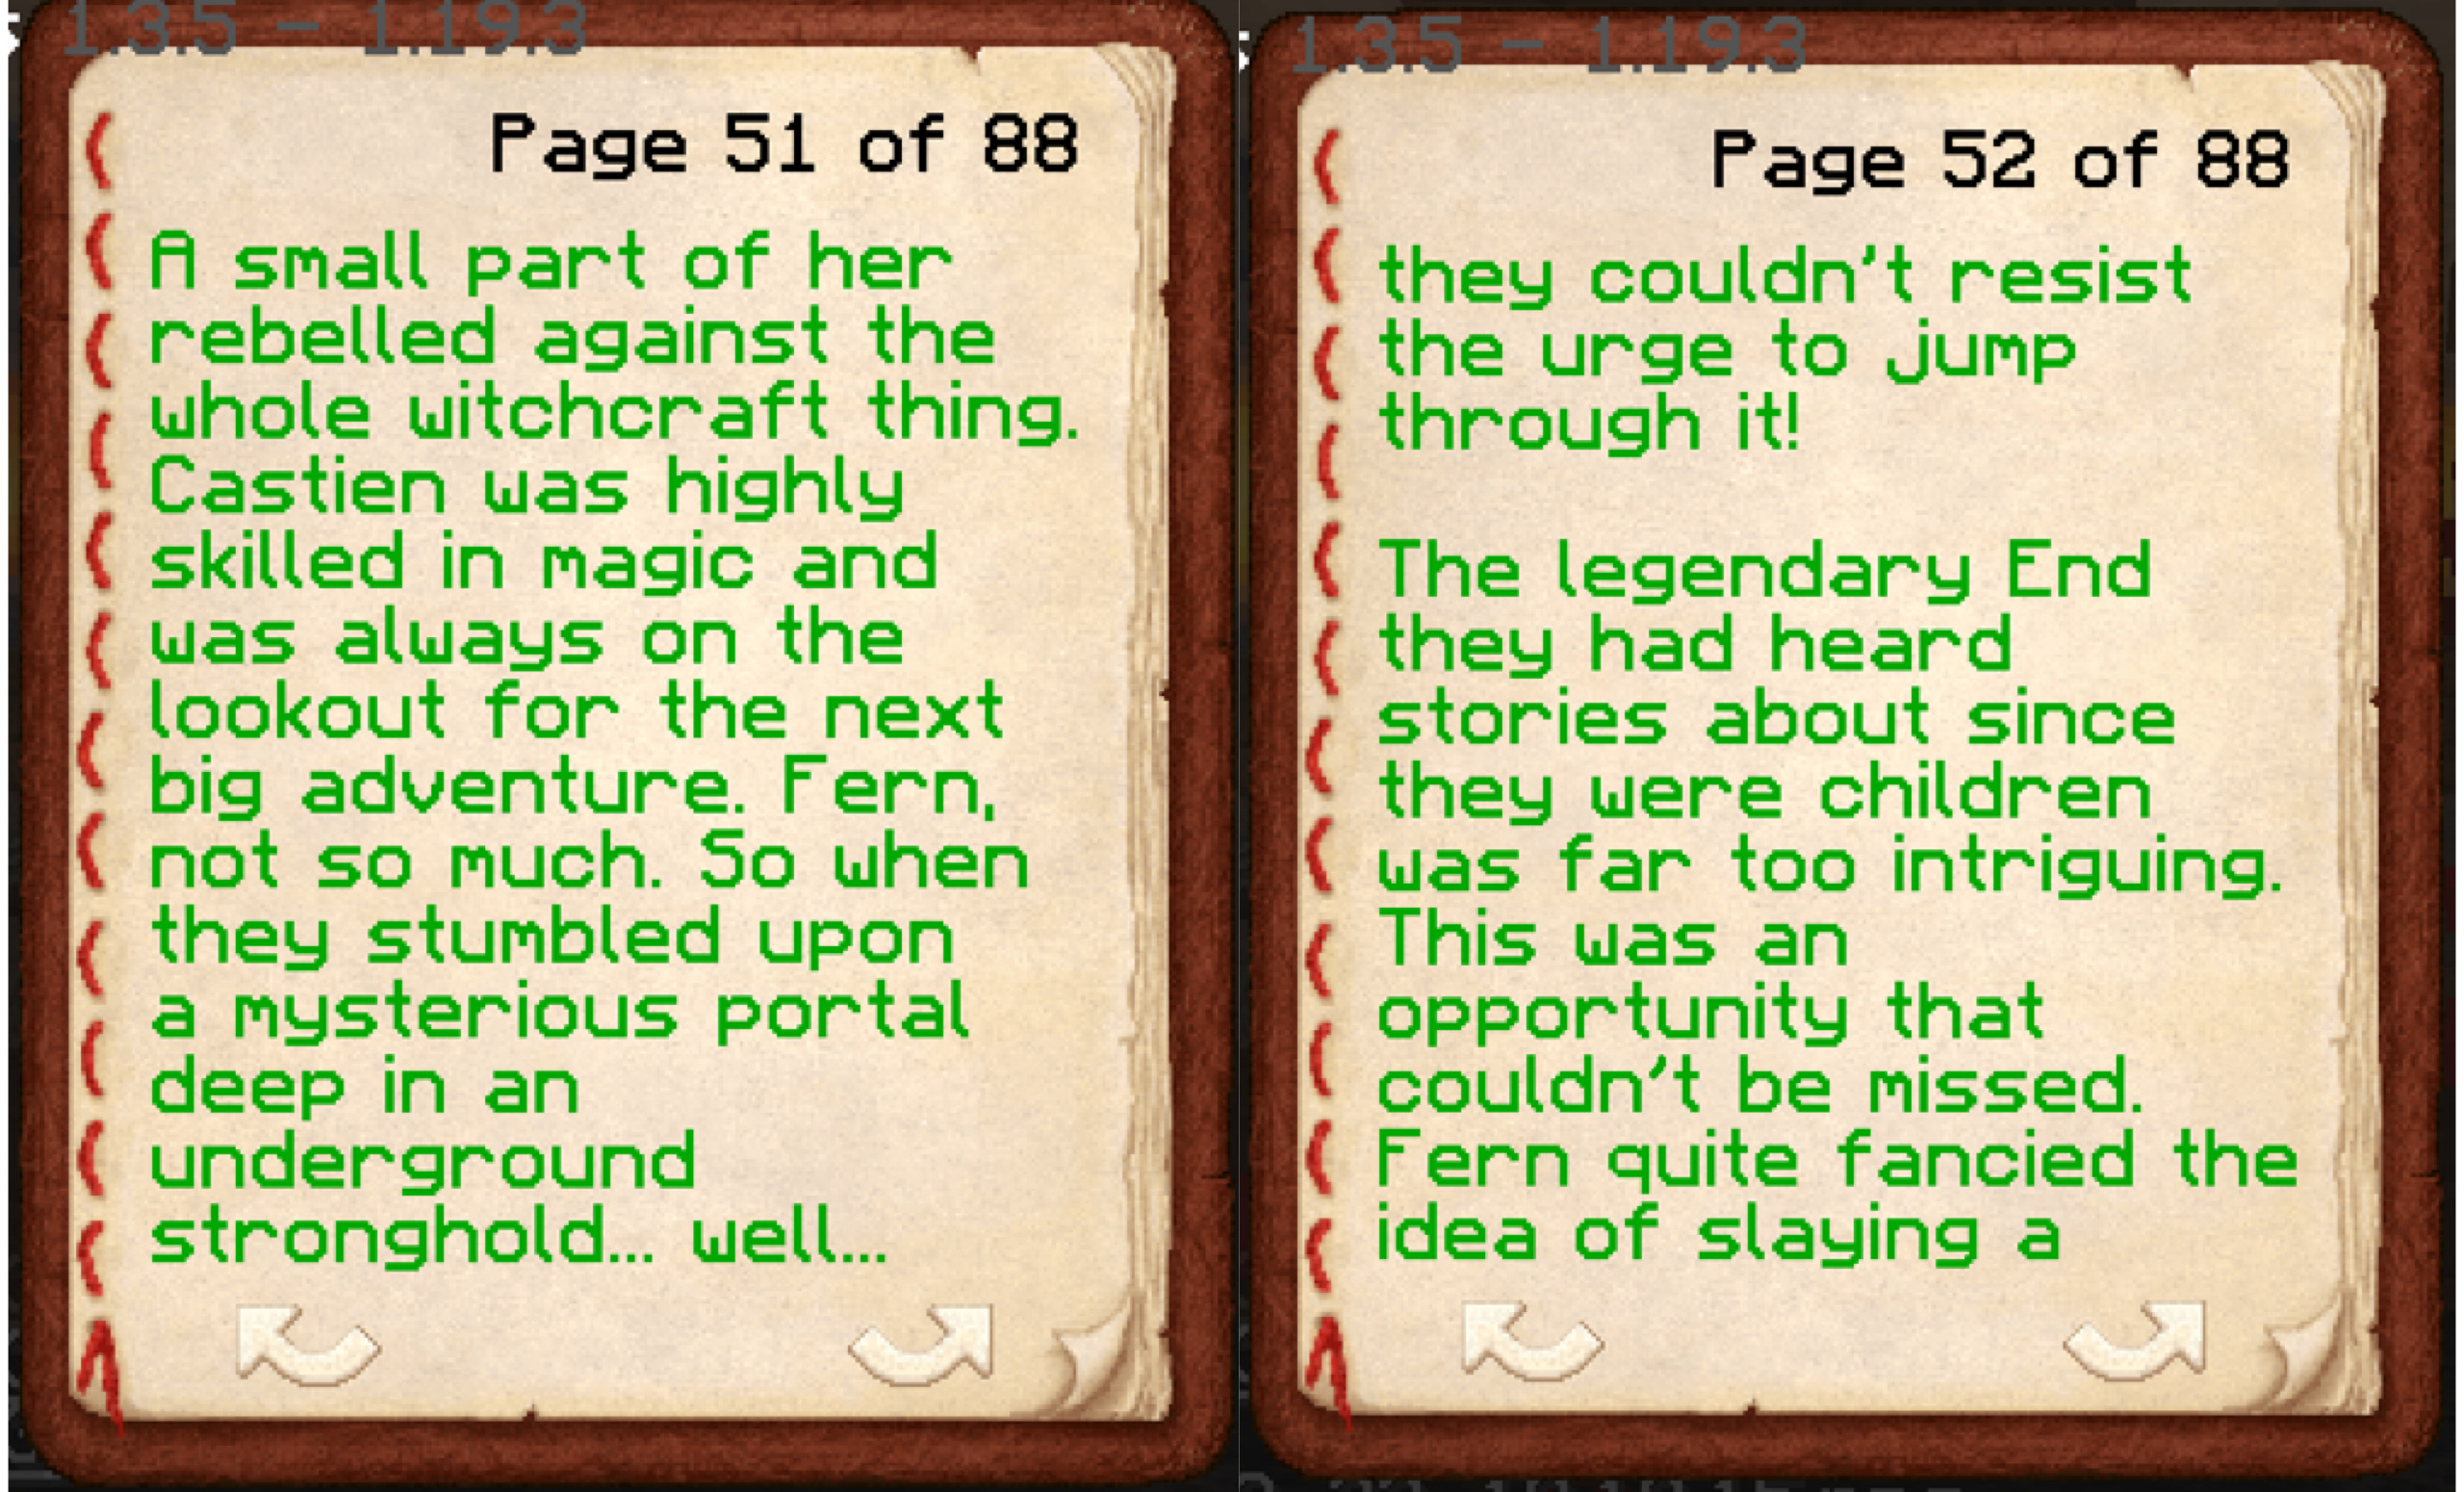 1.3.5 - 1.19.3
Page 51 of 88
A small part of her
rebelled against the
whole witchcraft thing.
Castien was highly
skilled in magic and
was always on the
lookout for the next
big adventure. Fern,
not so much. So when
they stumbled upon
a mysterious portal
deep in an
underground
stronghold... well...
1.3.5 - 1.19.3
Page 52 of 88
they couldn't resist
the urge to jump
through it!
The legendary End
they had heard
stories about since
they were children
was far too intriguing.
This was an
opportunity that
couldn't be missed.
Fern quite fancied the
idea of slaying a